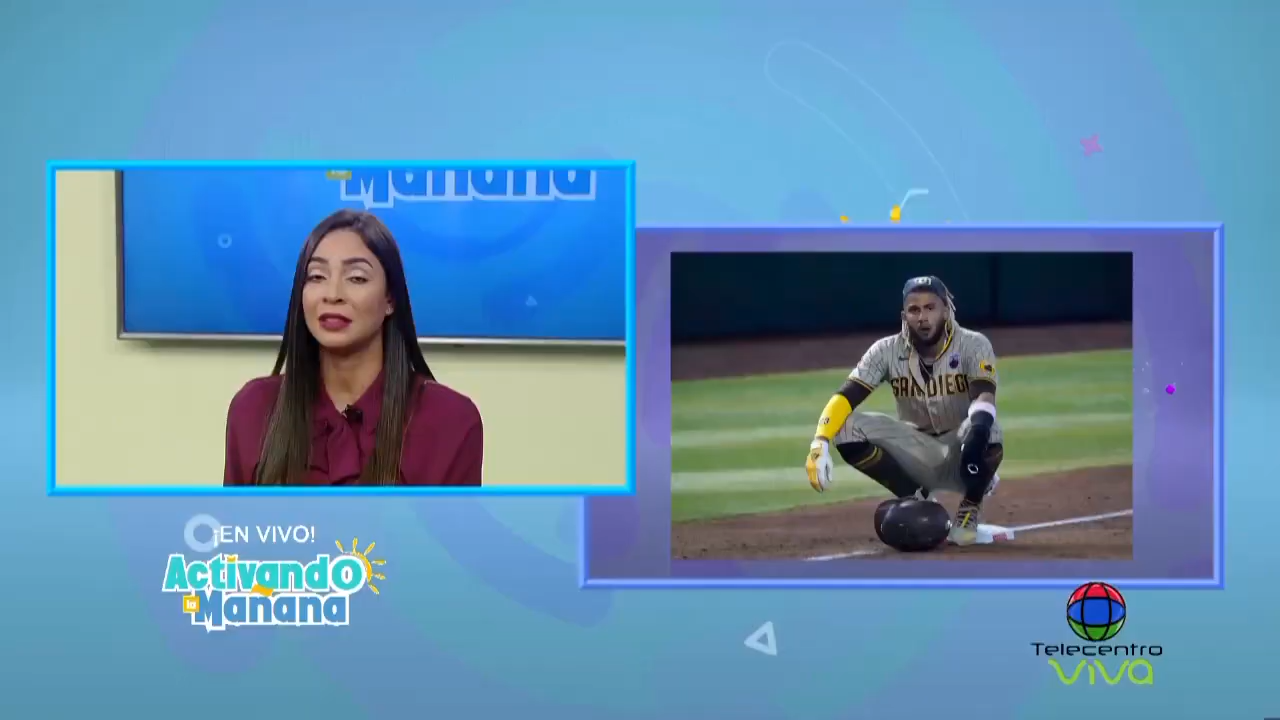 Mañana
¡EN VIVO!
Activando
la
Mañana
SAN DIEGO
Telecentro
Viva